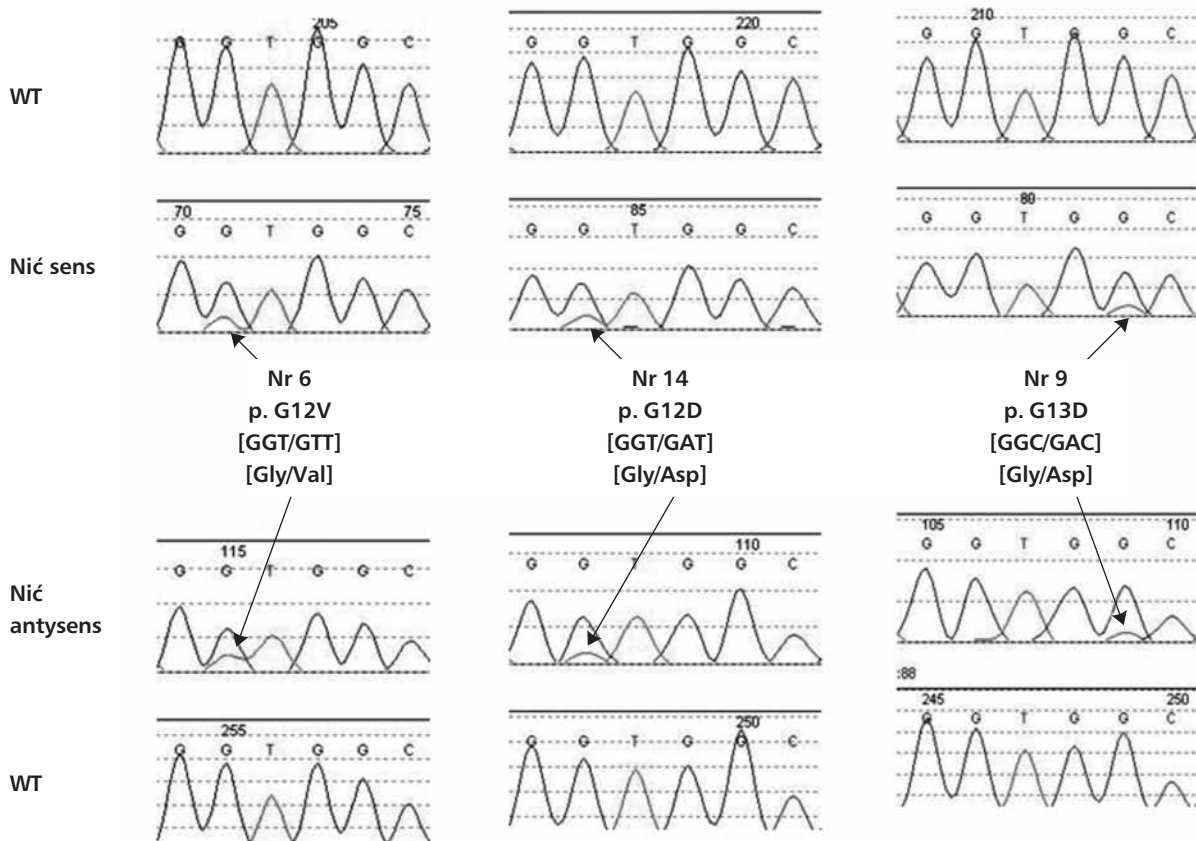 205
G G T G G C
WT
220
G G T G G C
210
G G T G G C
70 75
G G T G G C
Nić sens
85
G G T G G C
80
G G T G G C
Nr 6
p. G12V
[GGT/GTT]
[Gly/Val]
Nr 14
p. G12D
[GGT/GAT]
[Gly/Asp]
Nr 9
p. G13D
[GGC/GAC]
[Gly/Asp]
115
G G T G G C
Nić
antysens
110
G G T G G C
105 110
G G T G G C
:88
255
G G T G G C
WT
250
G G T G G C
245 250
G G T G G C